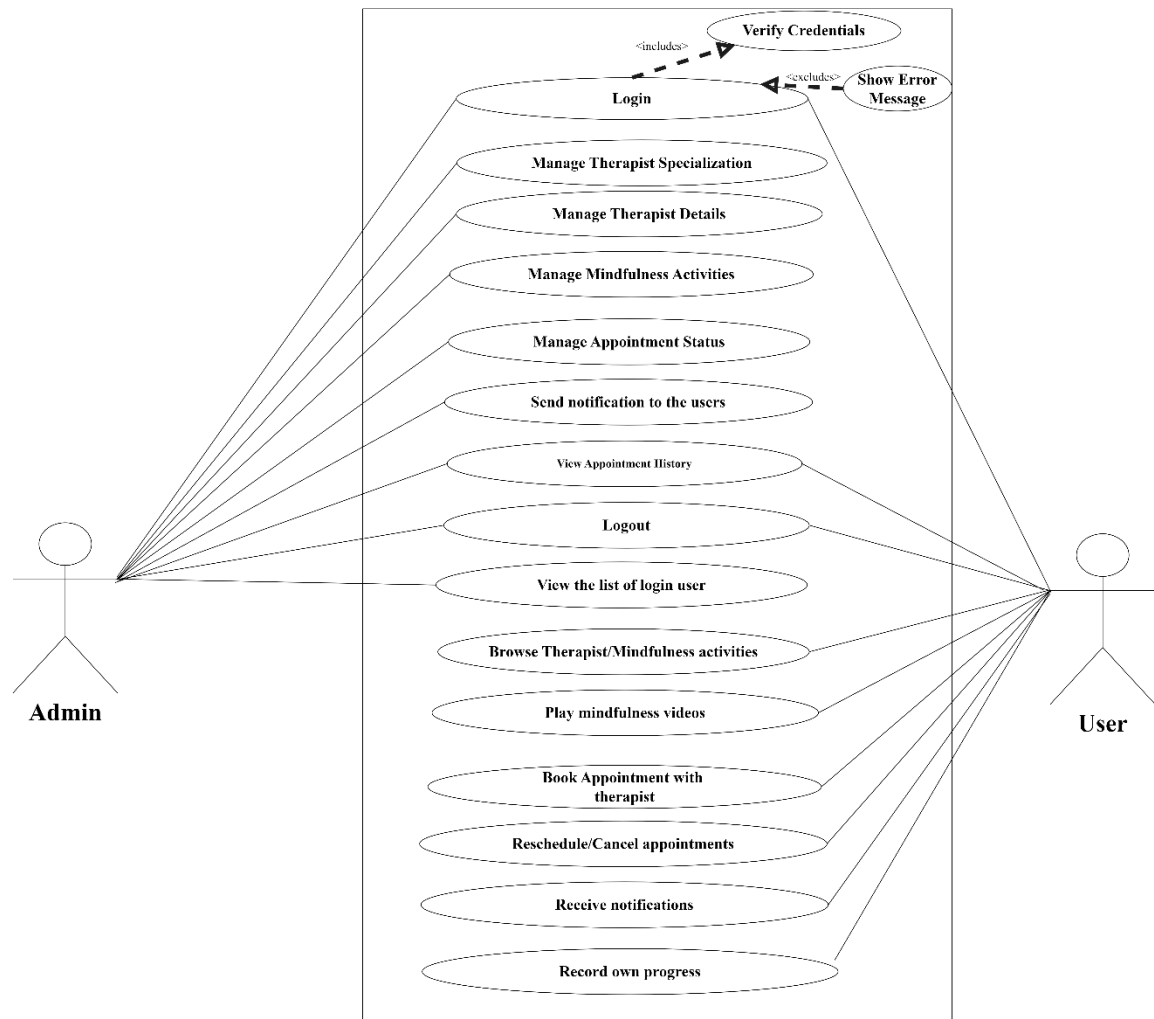 Verify Credentials
<includes>
<excludes>
Show Error
Message
Login
Manage Therapist Specialization
Manage Therapist Details
Manage Mindfulness Activities
Manage Appointment Status
Send notification to the users
View Appointment History
Logout
View the list of login user
Browse Therapist/Mindfulness activities
Play mindfulness videos
Admin
User
Book Appointment with
therapist
Reschedule/Cancel appointments
Receive notifications
Record own progress